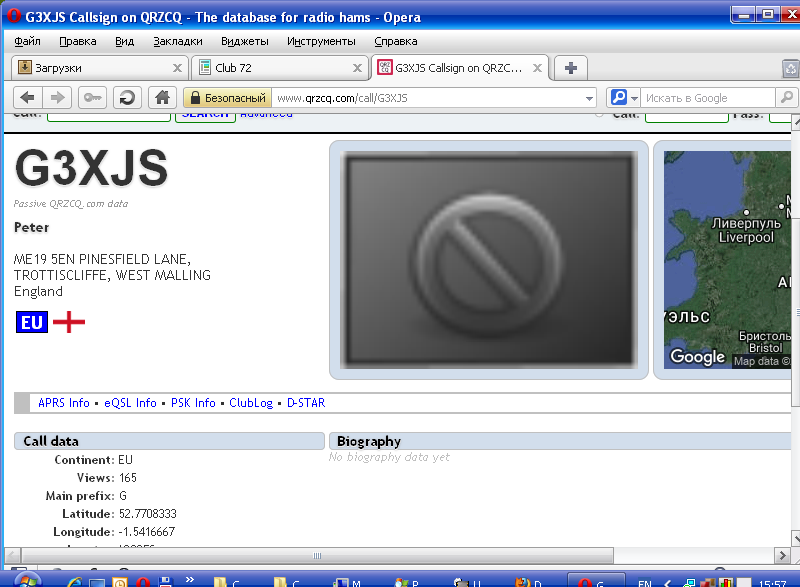 G3XJS Callsign on QRZCQ - The database for radio hams - Opera
Файл Правка Вид Закладки Виджеты Инструменты Справка
Загрузки Club 72 G3XJS Callsign on QRZC...
Безопасный www.qrzcq.com/call/G3XJS Искать в Google
Call: SEARCH Advanced Call: Pass:
G3XJS
Passive QRZCQ.com data
Peter
ME19 5EN PINESFIELD LANE,
TROTTISCLIFFE, WEST MALLING
England
EU
Ливерпуль
Liverpool
УЭЛЬС
Бристоль
Bristol
Google Map data ©
APRS Info • eQSL Info • PSK Info • ClubLog • D-STAR
Call data Biography
Continent: EU No biography data yet
Views: 165
Main prefix: G
Latitude: 52.7708333
Longitude: -1.5416667
EN 15:57